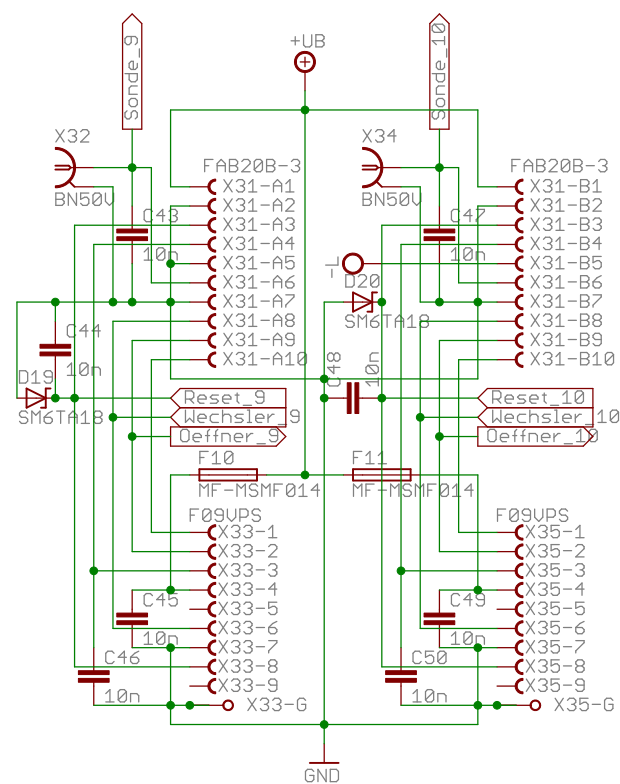 Sonde_9
Sonde_10
+UB
X32
X34
BN50V
BN50V
FAB20B-3
FAB20B-3
X31-A1
X31-A2
X31-A3
X31-A4
X31-A5
X31-A6
X31-A7
X31-A8
X31-A9
X31-A10
X31-B1
X31-B2
X31-B3
X31-B4
X31-B5
X31-B6
X31-B7
X31-B8
X31-B9
X31-B10
C43
10n
C47
10n
-L
D20
SM6TA18
C44
10n
D19
SM6TA18
C48
10n
Reset_9
Wechsler_9
Oeffner_9
Reset_10
Wechsler_10
Oeffner_10
F10
MF-MSMF014
F11
MF-MSMF014
F09VPS
F09VPS
X33-1
X33-2
X33-3
X33-4
X33-5
X33-6
X33-7
X33-8
X33-9
X33-G
X35-1
X35-2
X35-3
X35-4
X35-5
X35-6
X35-7
X35-8
X35-9
X35-G
C45
10n
C46
10n
C49
10n
C50
10n
GND